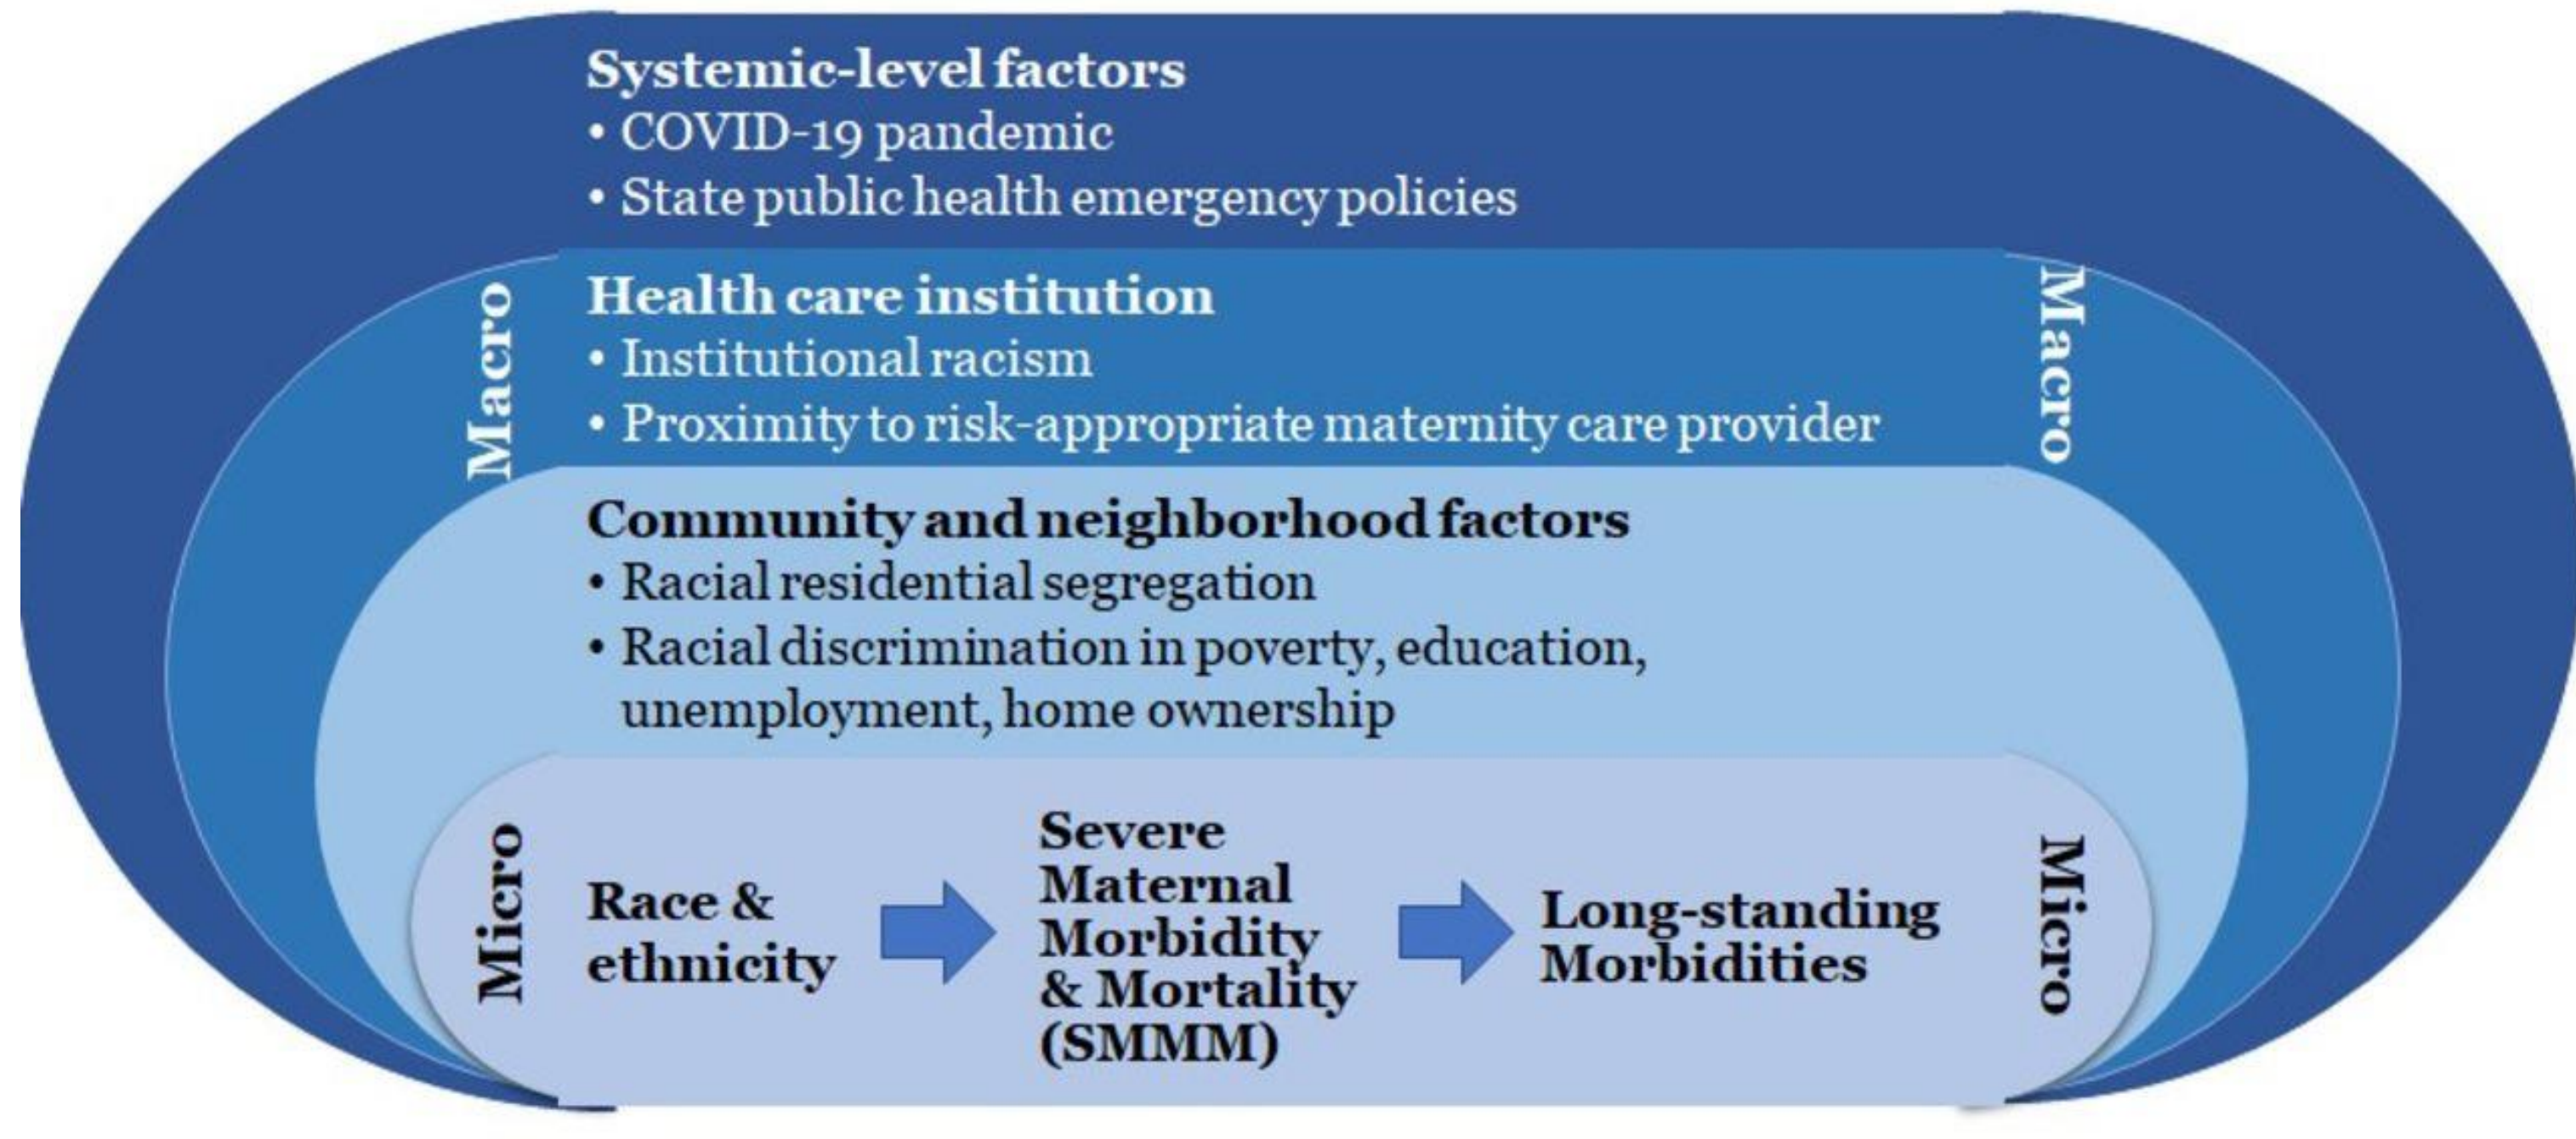 Systemic-level factors
• COVID-19 pandemic
• State public health emergency policies
Macro
Health care institution
• Institutional racism
• Proximity to risk-appropriate maternity care provider
Macro
Community and neighborhood factors
• Racial residential segregation
• Racial discrimination in poverty, education,
unemployment, home ownership
Micro
Race &
ethnicity
Severe
Maternal
Morbidity
& Mortality
(SMMM)
Long-standing
Morbidities
Micro